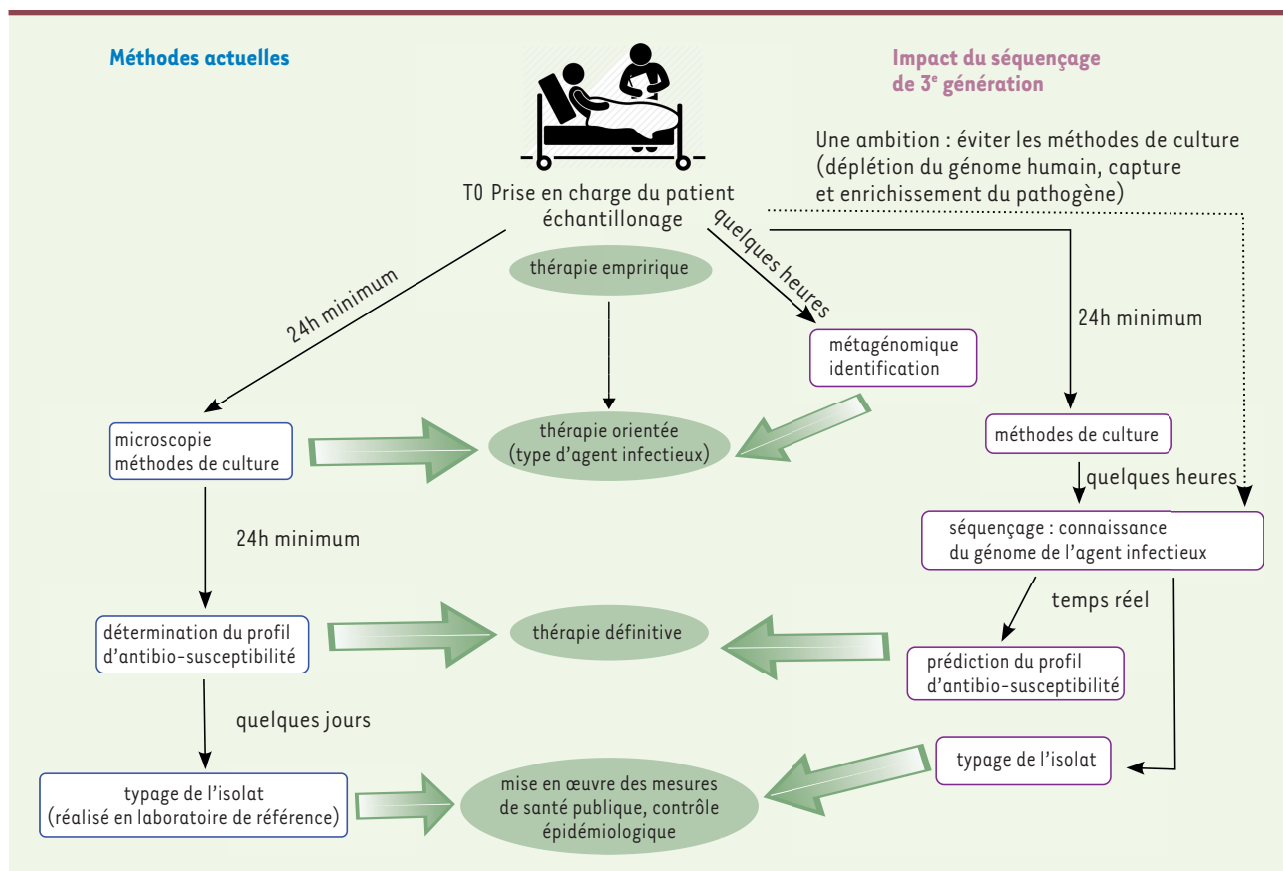 Méthodes actuelles
Impact du séquençage
de 3e génération
Une ambition : éviter les méthodes de culture
(déplétion du génome humain, capture
et enrichissement du pathogène)
T0 Prise en charge du patient
échantillonage
quelques heures
24h minimum
thérapie empririque
24h minimum
métagénomique
identification
microscopie
méthodes de culture
thérapie orientée
(type d'agent infectieux)
méthodes de culture
quelques heures
24h minimum
séquençage : connaissance
du génome de l'agent infectieux
temps réel
détermination du profil
d'antibio-susceptibilité
thérapie définitive
prédiction du profil
d'antibio-susceptibilité
quelques jours
typage de l'isolat
typage de l'isolat
(réalisé en laboratoire de référence)
mise en œuvre des mesures
de santé publique, contrôle
épidémiologique